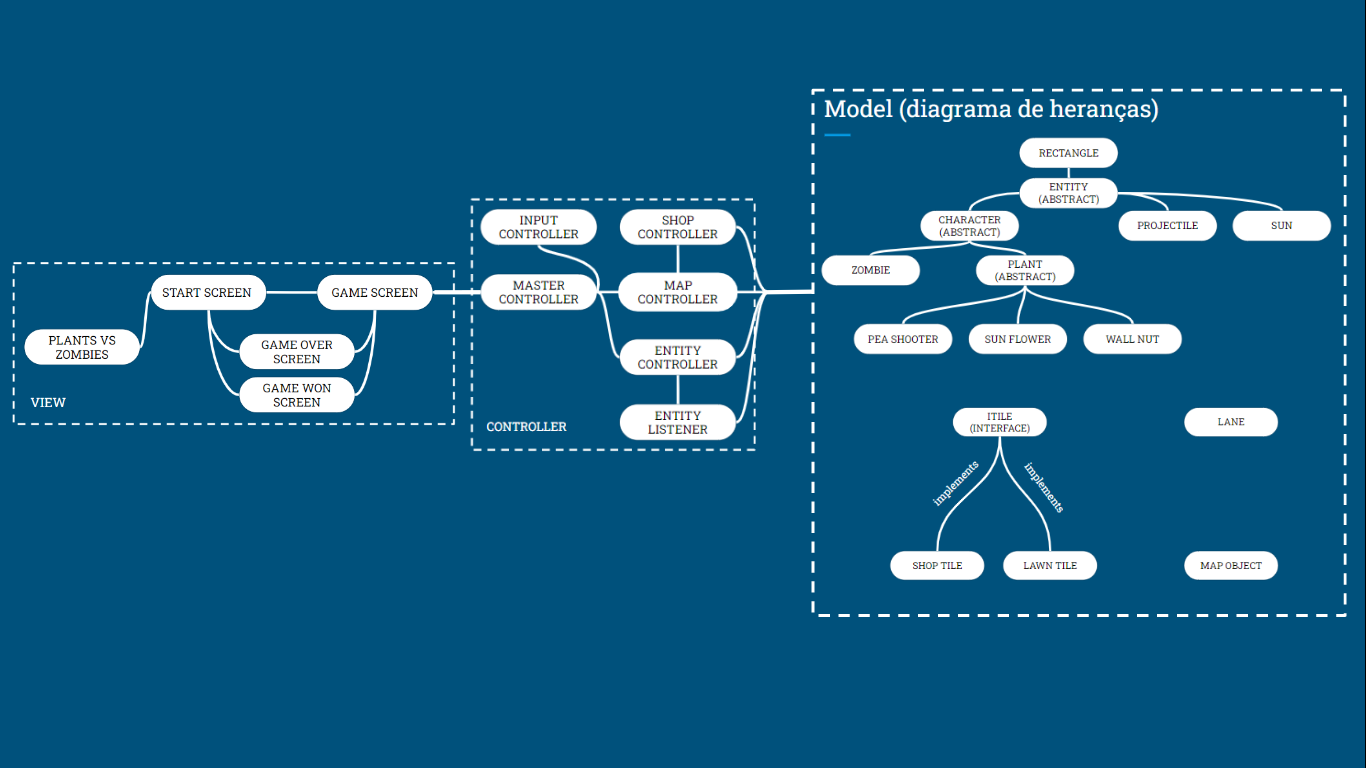 PLANTS VS
ZOMBIES
START SCREEN
GAME SCREEN
GAME OVER
SCREEN
GAME WON
SCREEN
VIEW
INPUT
CONTROLLER
SHOP
CONTROLLER
MASTER
CONTROLLER
MAP
CONTROLLER
ENTITY
CONTROLLER
ENTITY
LISTENER
CONTROLLER
Model (diagrama de heranças)
RECTANGLE
ENTITY
(ABSTRACT)
CHARACTER
(ABSTRACT)
PROJECTILE
SUN
ZOMBIE
PLANT
(ABSTRACT)
PEA SHOOTER
SUN FLOWER
WALL NUT
ITILE
(INTERFACE)
LANE
implements
implements
SHOP TILE
LAWN TILE
MAP OBJECT